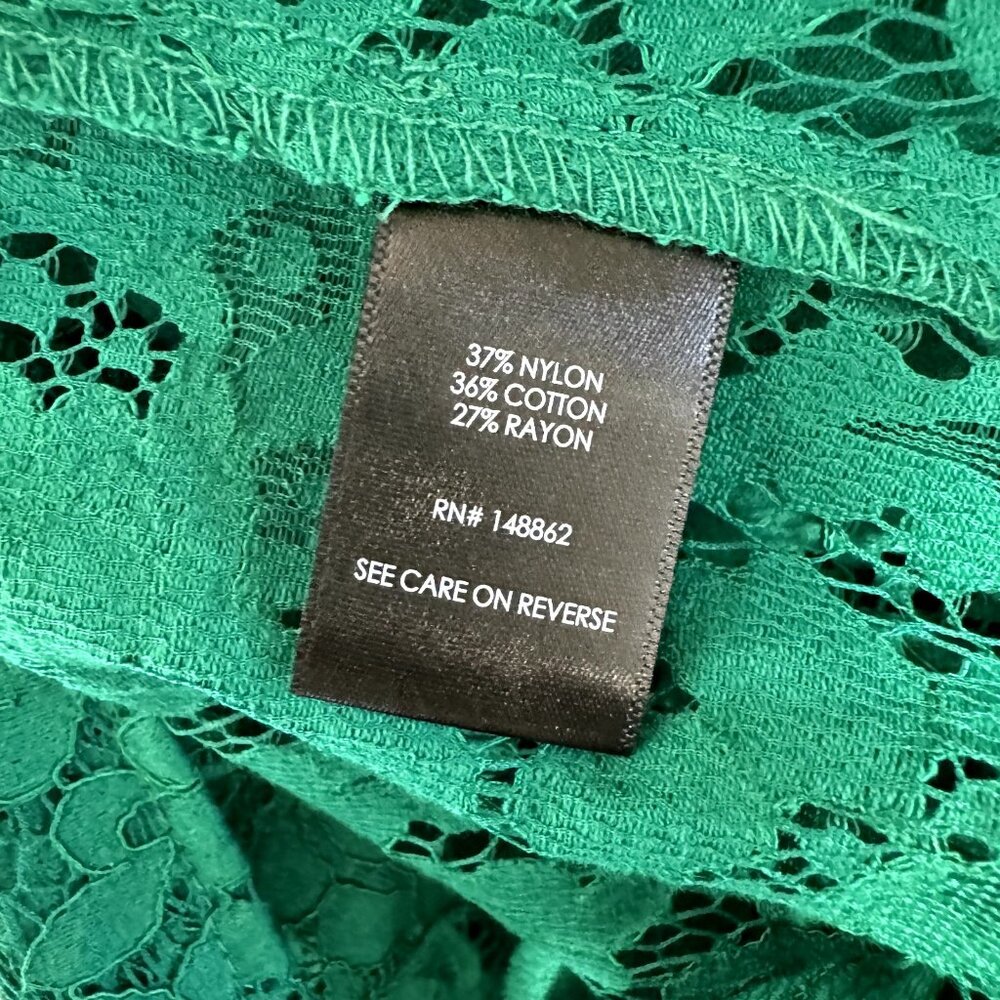 37% NYLON
36% COTTON
27% RAYON
RN# 148862
SEE CARE ON REVERSE